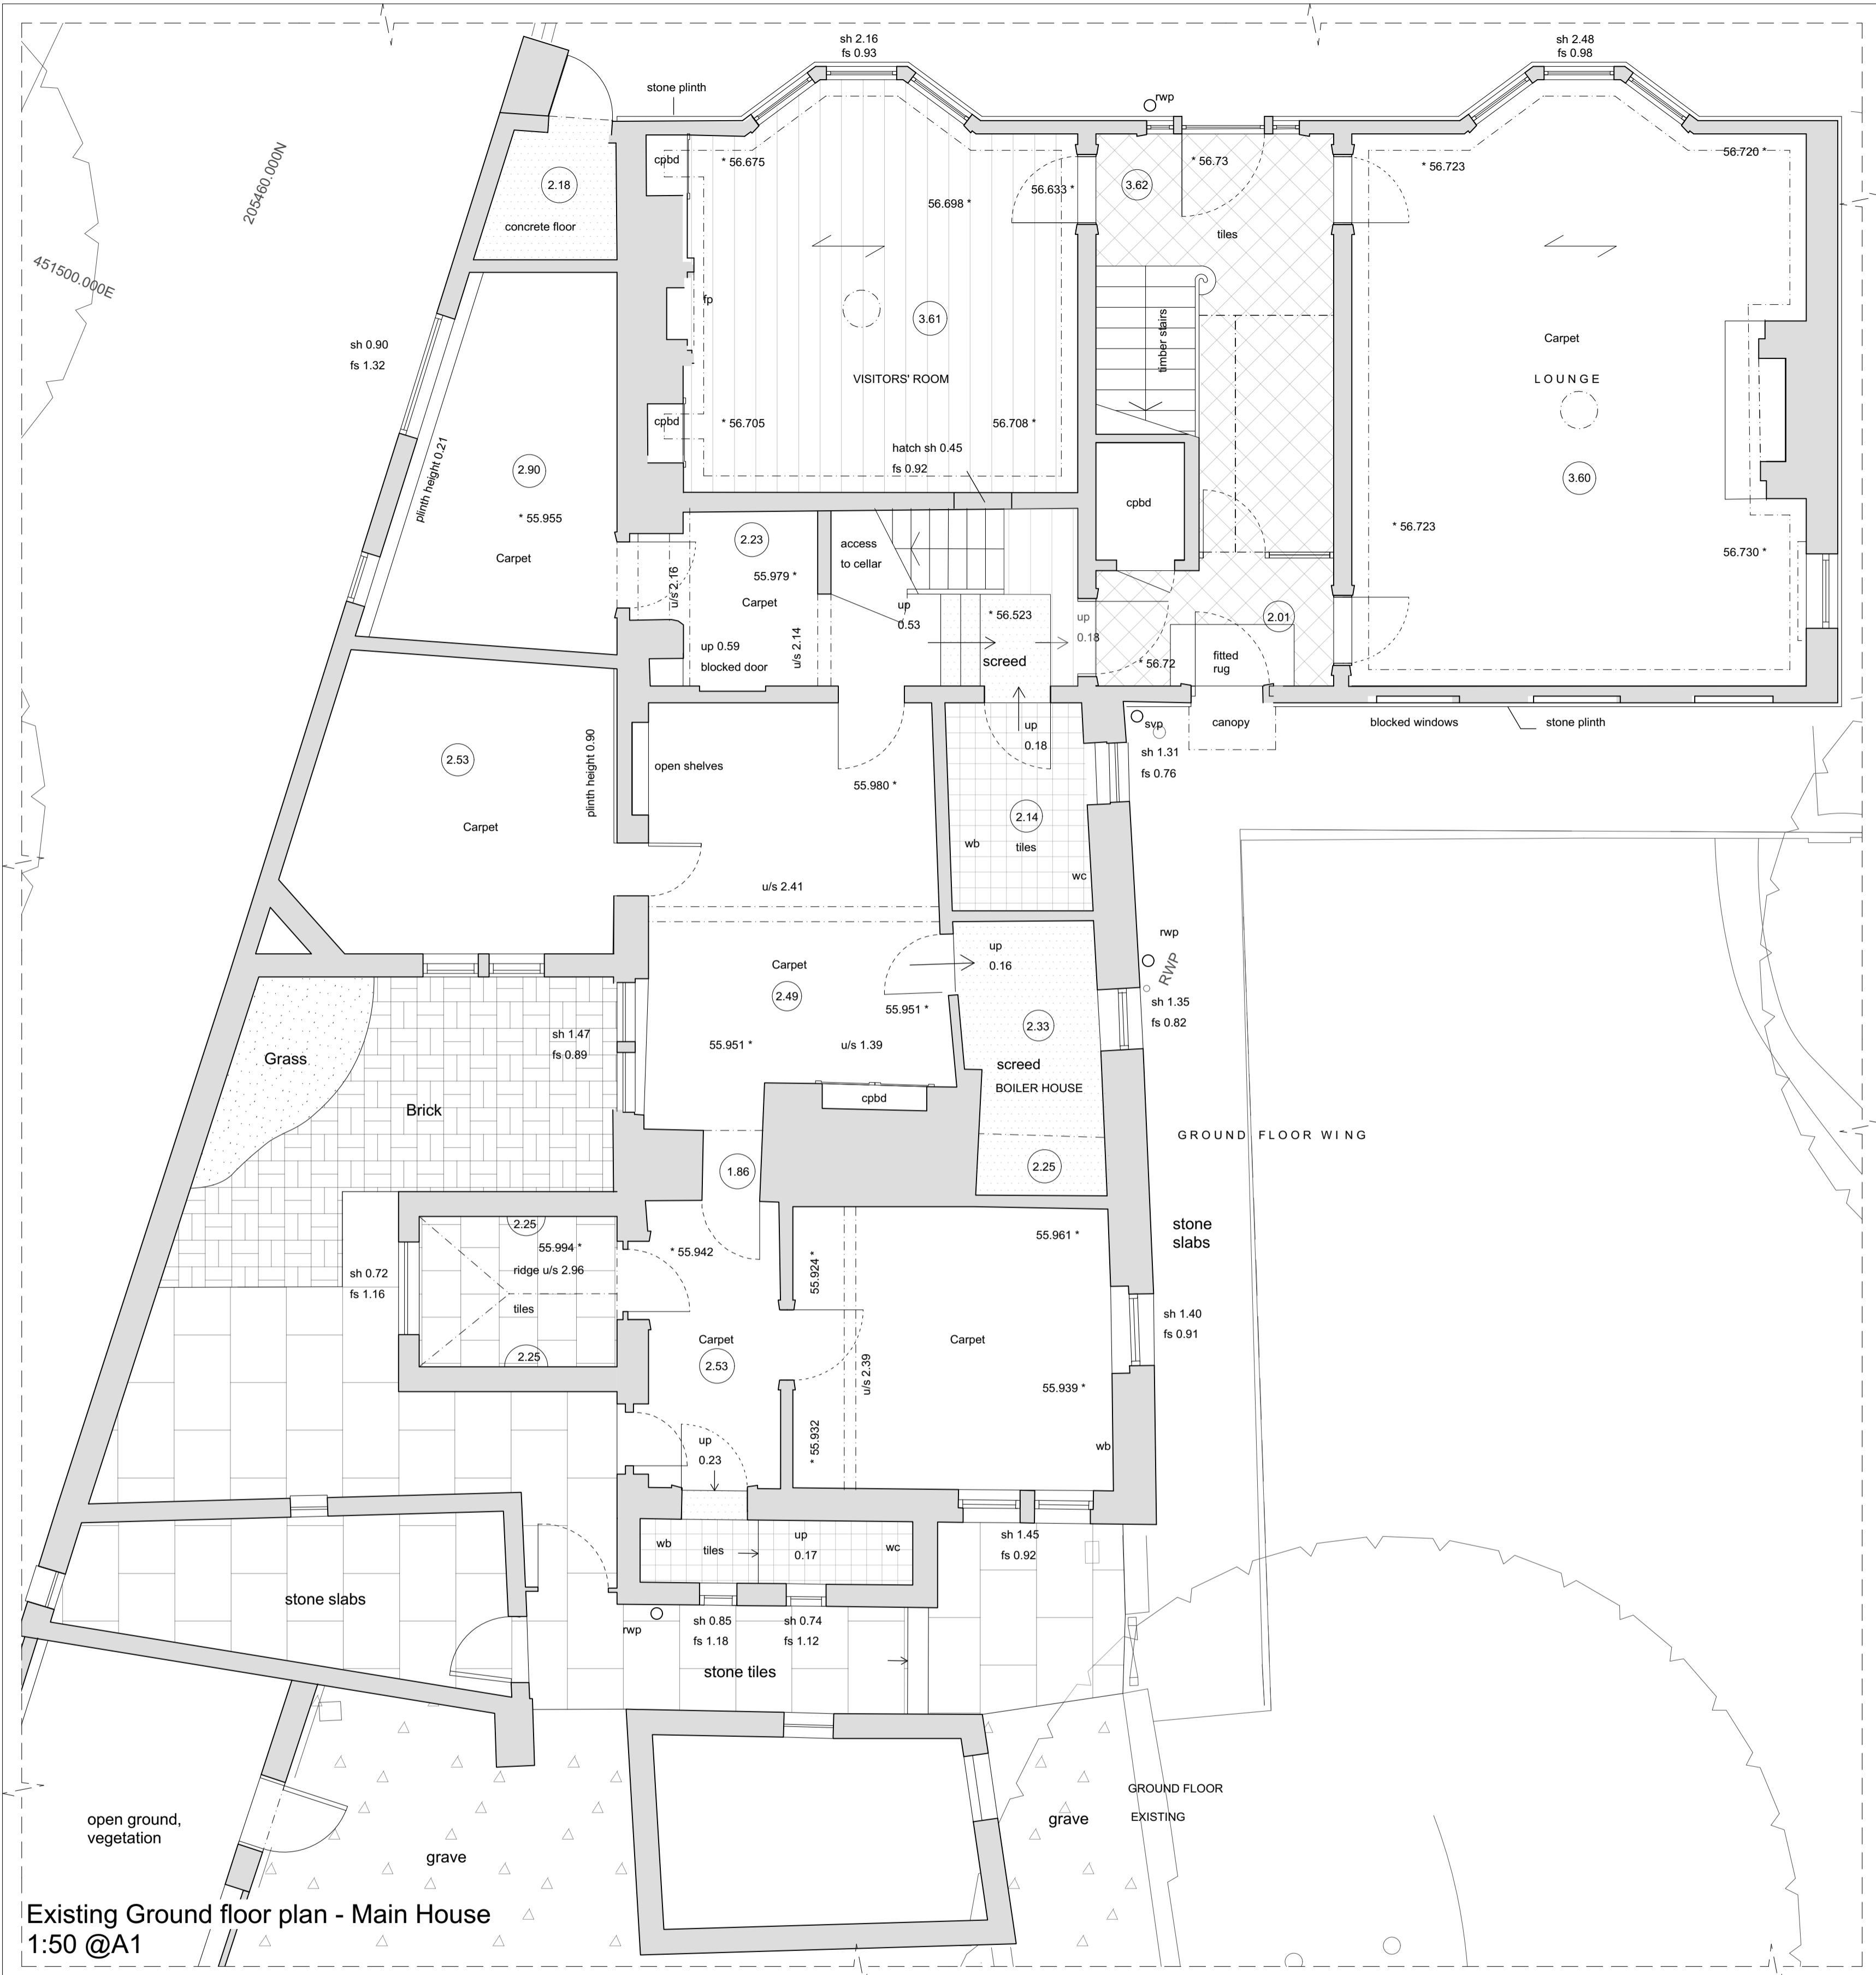 sh 2.16
fs 0.93
sh 2.48
fs 0.98
stone plinth
rwp
205460.000N
451500.000E
2.18
concrete floor
cpbd
* 56.675
56.698 *
56.633 *
3.62
* 56.73
tiles
* 56.723
56.720 *
fp
3.61
VISITORS' ROOM
timber stairs
Carpet
LOUNGE
3.60
sh 0.90
fs 1.32
plinth height 0.21
2.90
* 55.955
Carpet
cpbd
* 56.705
56.708 *
hatch sh 0.45
fs 0.92
cpbd
* 56.723
56.730 *
2.23
55.979 *
Carpet
u/s 2.16
up 0.59
blocked door
u/s 2.14
access
to cellar
up
0.53
* 56.523
screed
up
0.18
* 56.72
2.01
fitted
rug
canopy
blocked windows
stone plinth
svp
sh 1.31
fs 0.76
2.53
Carpet
plinth height 0.90
open shelves
55.980 *
up
0.18
2.14
tiles
wb
wc
u/s 2.41
Carpet
2.49
55.951 *
55.951 *
u/s 1.39
up
0.16
2.33
screed
BOILER HOUSE
2.25
rwp
RWP
sh 1.35
fs 0.82
cpbd
Grass
Brick
sh 1.47
fs 0.89
1.86
GROUND FLOOR WING
stone
slabs
2.25
55.994 *
ridge u/s 2.96
tiles
2.25
sh 0.72
fs 1.16
* 55.942
55.924 *
55.961 *
Carpet
2.53
u/s 2.39
Carpet
55.939 *
* 55.932
wb
sh 1.40
fs 0.91
up
0.23
wb
tiles
up
0.17
wc
sh 1.45
fs 0.92
stone slabs
rwp
sh 0.85
fs 1.18
sh 0.74
fs 1.12
stone tiles
open ground,
vegetation
grave
grave
GROUND FLOOR
EXISTING
Existing Ground floor plan - Main House
1:50 @A1